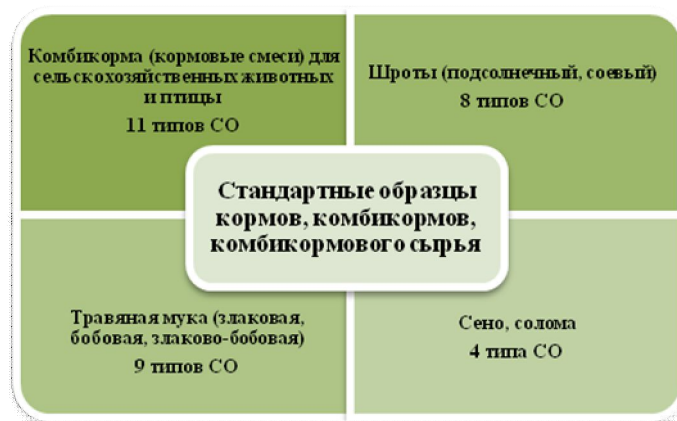 Комбикорма (кормовые смеси) для
сельскохозяйственных животных
и птицы
11 типов СО
Шроты (подсолнечный, соевый)
8 типов СО
Стандартные образцы
кормов, комбикормов,
комбикормового сырья
Травяная мука (злаковая,
бобовая, злаково-бобовая)
9 типов СО
Сено, солома
4 типа СО